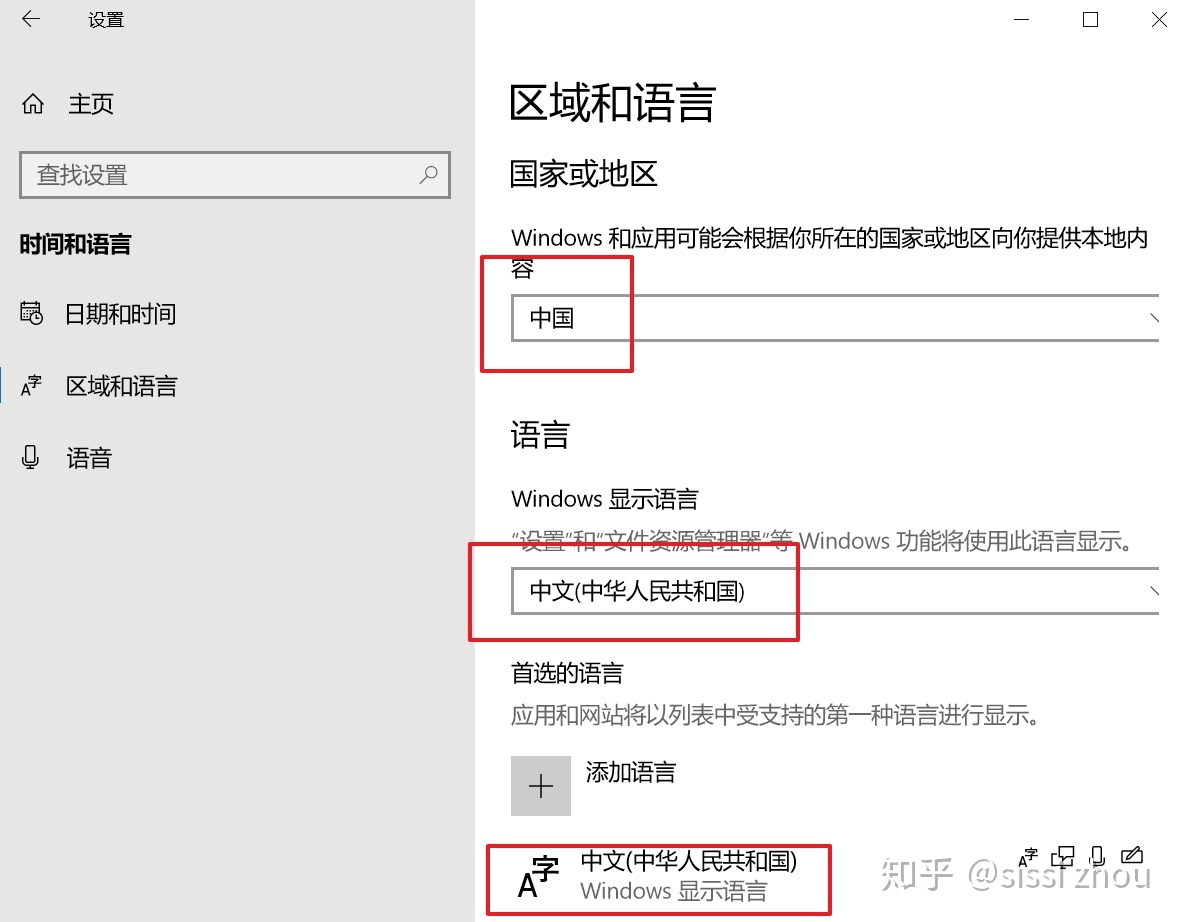 设置
主页
查找设置
时间和语言
日期和时间
区域和语言
语音
区域和语言
国家或地区
Windows 和应用可能会根据你所在的国家或地区向你提供本地内
容
中国
语言
Windows 显示语言
“设置”和“文件资源管理器”等 Windows 功能将使用此语言显示。
中文(中华人民共和国)
首选的语言
应用和网站将以列表中受支持的第一种语言进行显示。
添加语言
A字 中文(中华人民共和国)
Windows 显示语言
知乎 @sissi zhou